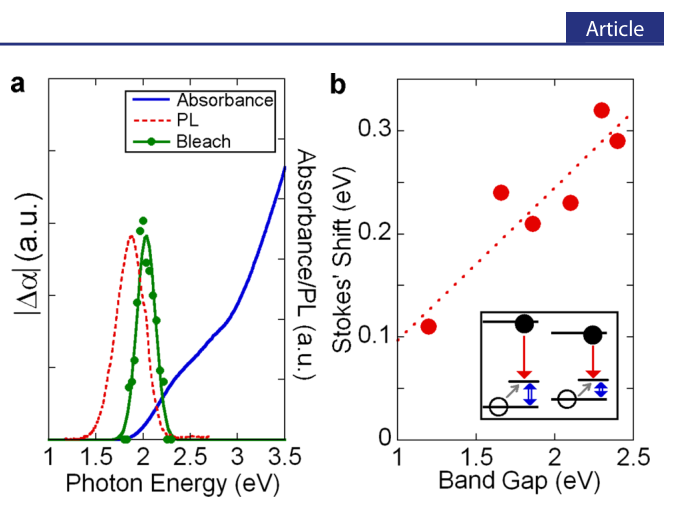 Article
a
Absorbance
PL
Bleach
|Δα| (a.u.)
Absorbance/PL (a.u.)
1
1.5
2
2.5
3
3.5
Photon Energy (eV)
b
Stokes' Shift (eV)
0.3
0.2
0.1
0
1
1.5
2
2.5
Band Gap (eV)